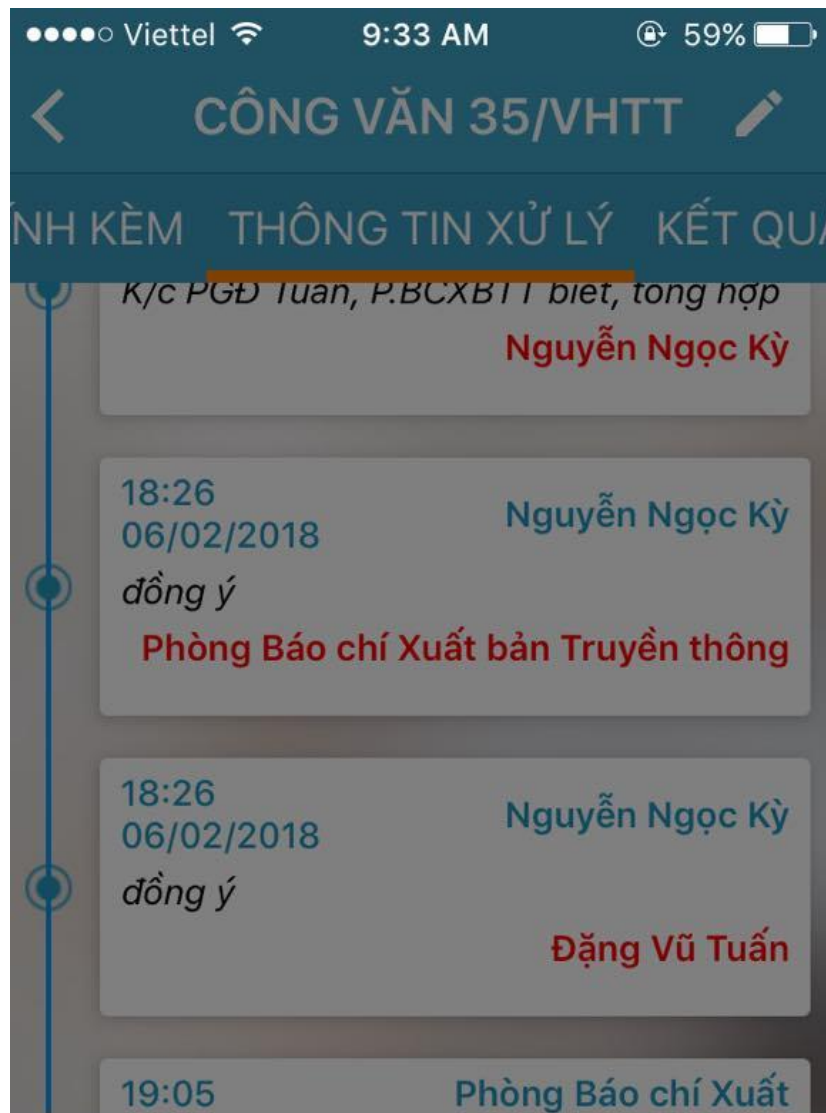 Viettel 9:33 AM 59%
CÔNG VĂN 35/VHTT
ÍNH KÈM THÔNG TIN XỬ LÝ KẾT QUẢ
K/c PGĐ Tuấn, P.BCXBTT biết, tổng hợp
Nguyễn Ngọc Kỳ
18:26 Nguyễn Ngọc Kỳ
06/02/2018
đồng ý
Phòng Báo chí Xuất bản Truyền thông
18:26 Nguyễn Ngọc Kỳ
06/02/2018
đồng ý
Đặng Vũ Tuấn
19:05 Phòng Báo chí Xuất